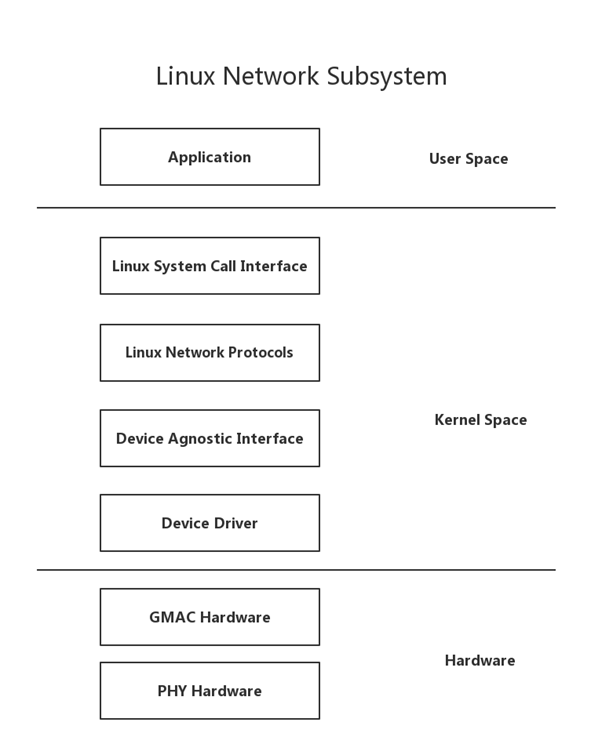 Linux Network Subsystem
Application
User Space
Linux System Call Interface
Linux Network Protocols
Device Agnostic Interface
Kernel Space
Device Driver
GMAC Hardware
Hardware
PHY Hardware